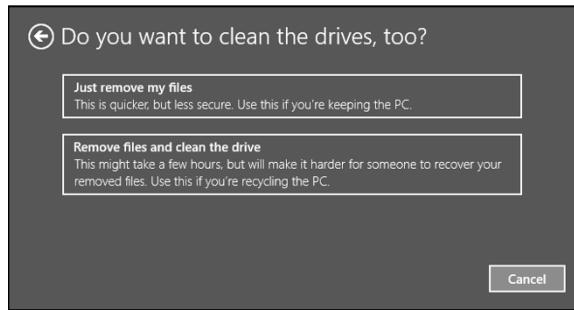 Do you want to clean the drives, too?
Just remove my files
This is quicker, but less secure. Use this if you're keeping the PC.
Remove files and clean the drive
This might take a few hours, but will make it harder for someone to recover your
removed files. Use this if you're recycling the PC.
Cancel